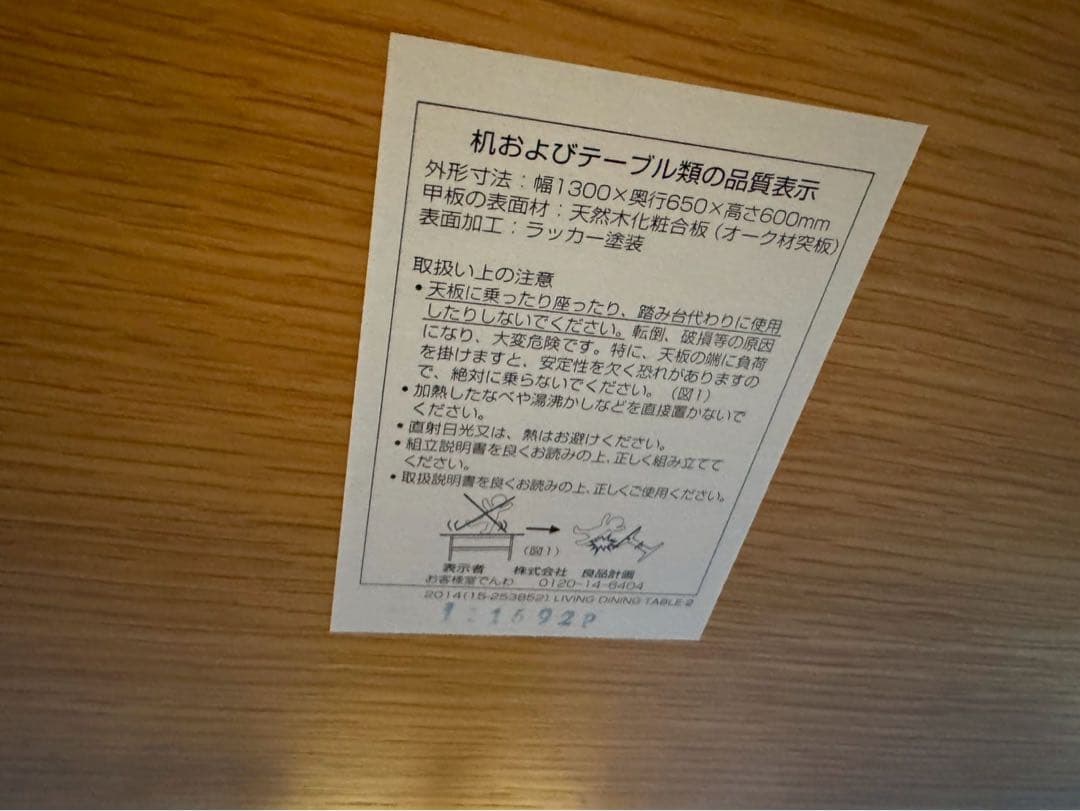 机およびテーブル類の品質表示
外形寸法：幅1300×奥行650×高さ600mm
甲板の表面材：天然木化粧合板（オーク材突板）
表面加工：ラッカー塗装
取扱い上の注意
•天板に乗ったり座ったり、踏み台代わりに使用
したりしないでください。転倒、破損等の原因
になり、大変危険です。特に、天板の端に負荷
を掛けますと、安定性を欠く恐れがありますの
で、絶対に乗らないでください。（図1）
•加熱したなべや湯沸かしなどを直接置かないで
ください。
•直射日光又は、熱はお避けください。
•組立説明書を良くお読みの上、正しく組み立てて
ください。
•取扱説明書を良くお読みの上、正しくご使用ください。
（図1）
表示者 株式会社 良品計画
お客様室でんわ 0120-14-6404
2014(15-253852) LIVING DINING TABLE-2